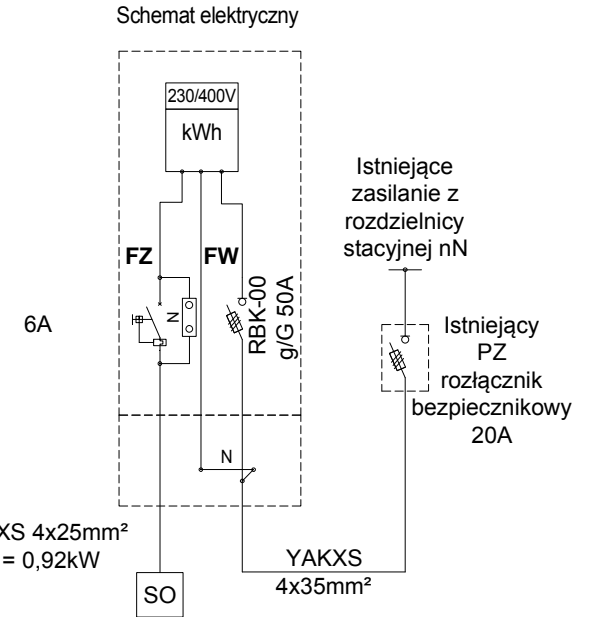 Schemat elektryczny
230/400V
kWh
Istniejące
zasilanie z
rozdzielnicy
stacyjnej nN
FZ
FW
N
RBK-00
g/G 50A
6A
Istniejący
PZ
rozłącznik
bezpiecznikowy
20A
N
XS 4x25mm²
= 0,92kW
YAKXS
4x35mm²
SO